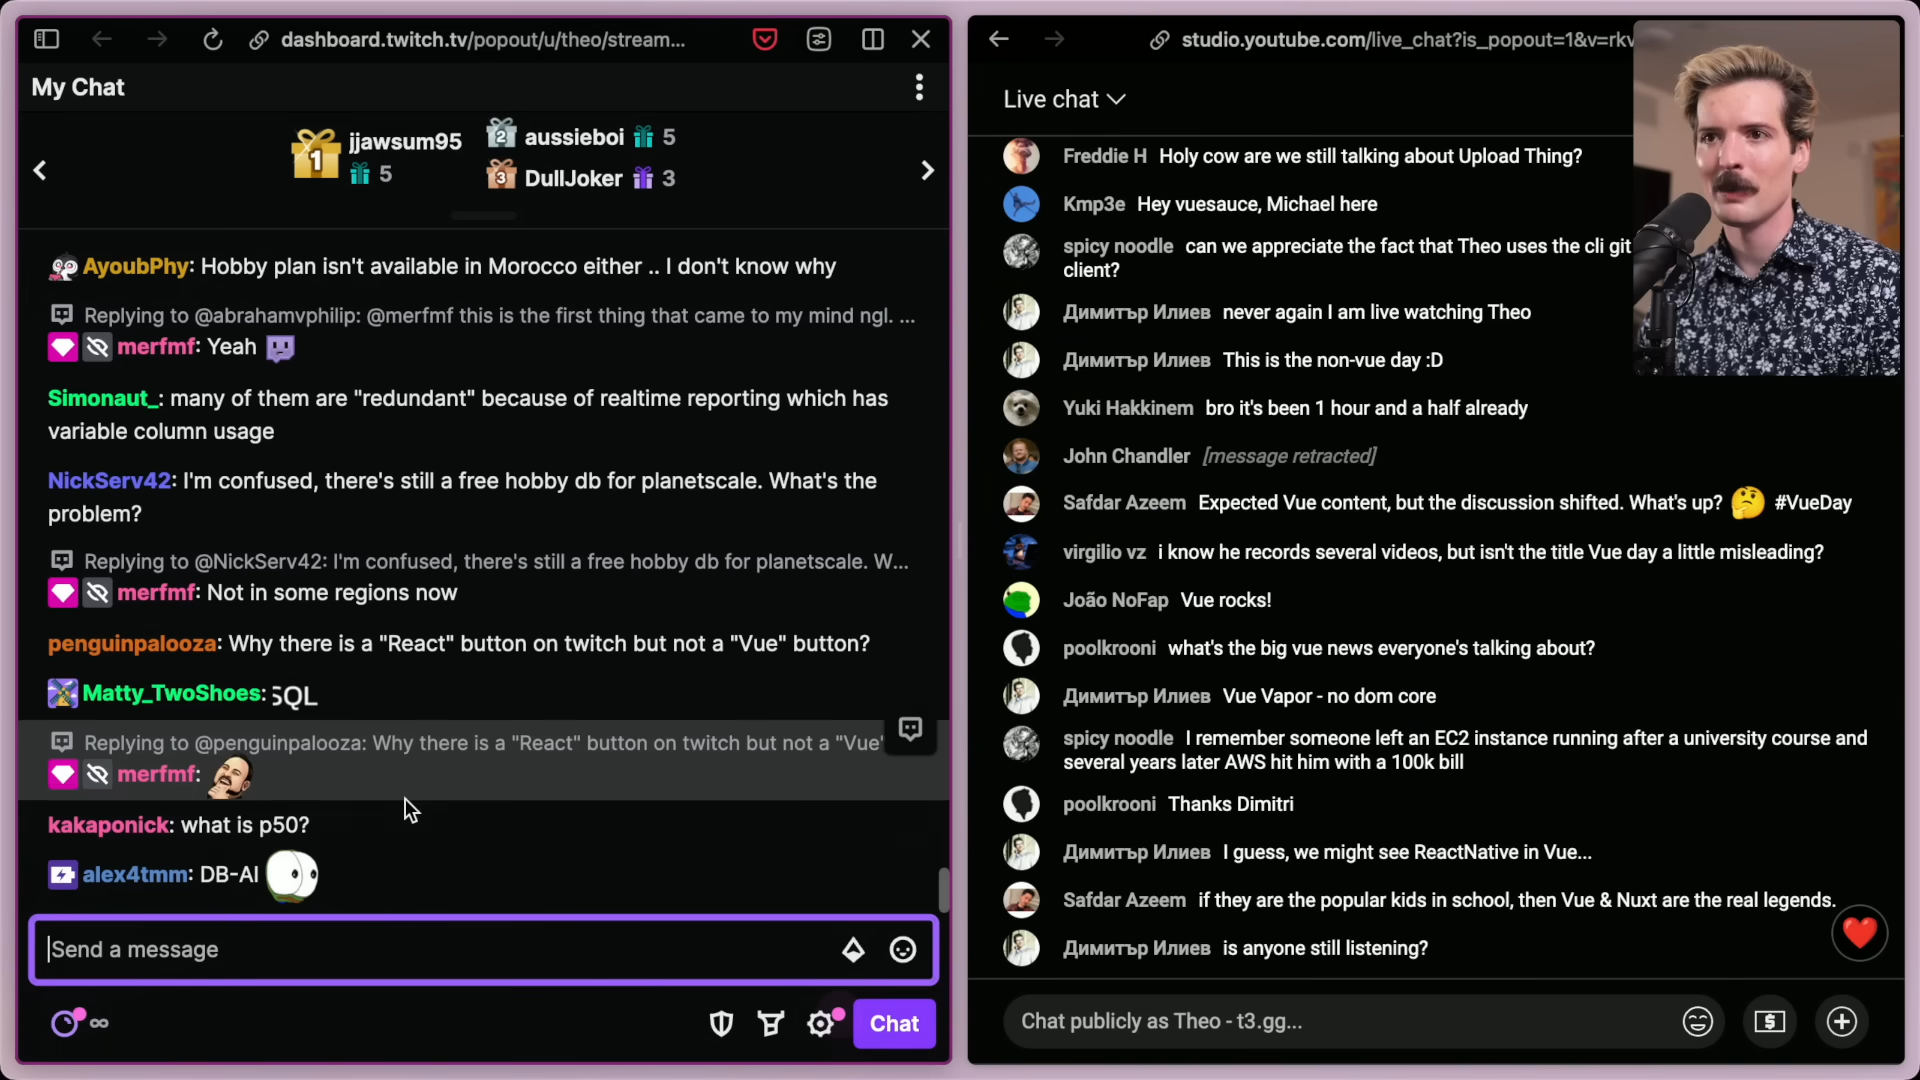 dashboard.twitch.tv/popout/u/theo/stream...
My Chat
1 jjawsum95
5
2 aussieboi 5
3 DullJoker 3
AyoubPhy: Hobby plan isn't available in Morocco either .. I don't know why
Replying to @abrahamvphilip: @merfmf this is the first thing that came to my mind ngl. ...
merfmf: Yeah
Simonaut_: many of them are "redundant" because of realtime reporting which has
variable column usage
NickServ42: I'm confused, there's still a free hobby db for planetscale. What's the
problem?
Replying to @NickServ42: I'm confused, there's still a free hobby db for planetscale. W...
merfmf: Not in some regions now
penguinpalooza: Why there is a "React" button on twitch but not a "Vue" button?
Matty_TwoShoes: SQL
Replying to @penguinpalooza: Why there is a "React" button on twitch but not a "Vue'
merfmf:
kakaponick: what is p50?
alex4tmm: DB-AI
Send a message
∞
Chat
studio.youtube.com/live_chat?is_popout=1&v=rkv
Live chat
Freddie H Holy cow are we still talking about Upload Thing?
Kmp3e Hey vuesauce, Michael here
spicy noodle can we appreciate the fact that Theo uses the cli git
client?
Димитър Илиев never again I am live watching Theo
Димитър Илиев This is the non-vue day :D
Yuki Hakkinem bro it's been 1 hour and a half already
John Chandler [message retracted]
Safdar Azeem Expected Vue content, but the discussion shifted. What's up? 🤔 #VueDay
virgilio vz i know he records several videos, but isn't the title Vue day a little misleading?
João NoFap Vue rocks!
poolkrooni what's the big vue news everyone's talking about?
Димитър Илиев Vue Vapor - no dom core
spicy noodle I remember someone left an EC2 instance running after a university course and
several years later AWS hit him with a 100k bill
poolkrooni Thanks Dimitri
Димитър Илиев I guess, we might see ReactNative in Vue...
Safdar Azeem if they are the popular kids in school, then Vue & Nuxt are the real legends.
Димитър Илиев is anyone still listening?
Chat publicly as Theo - t3.gg...